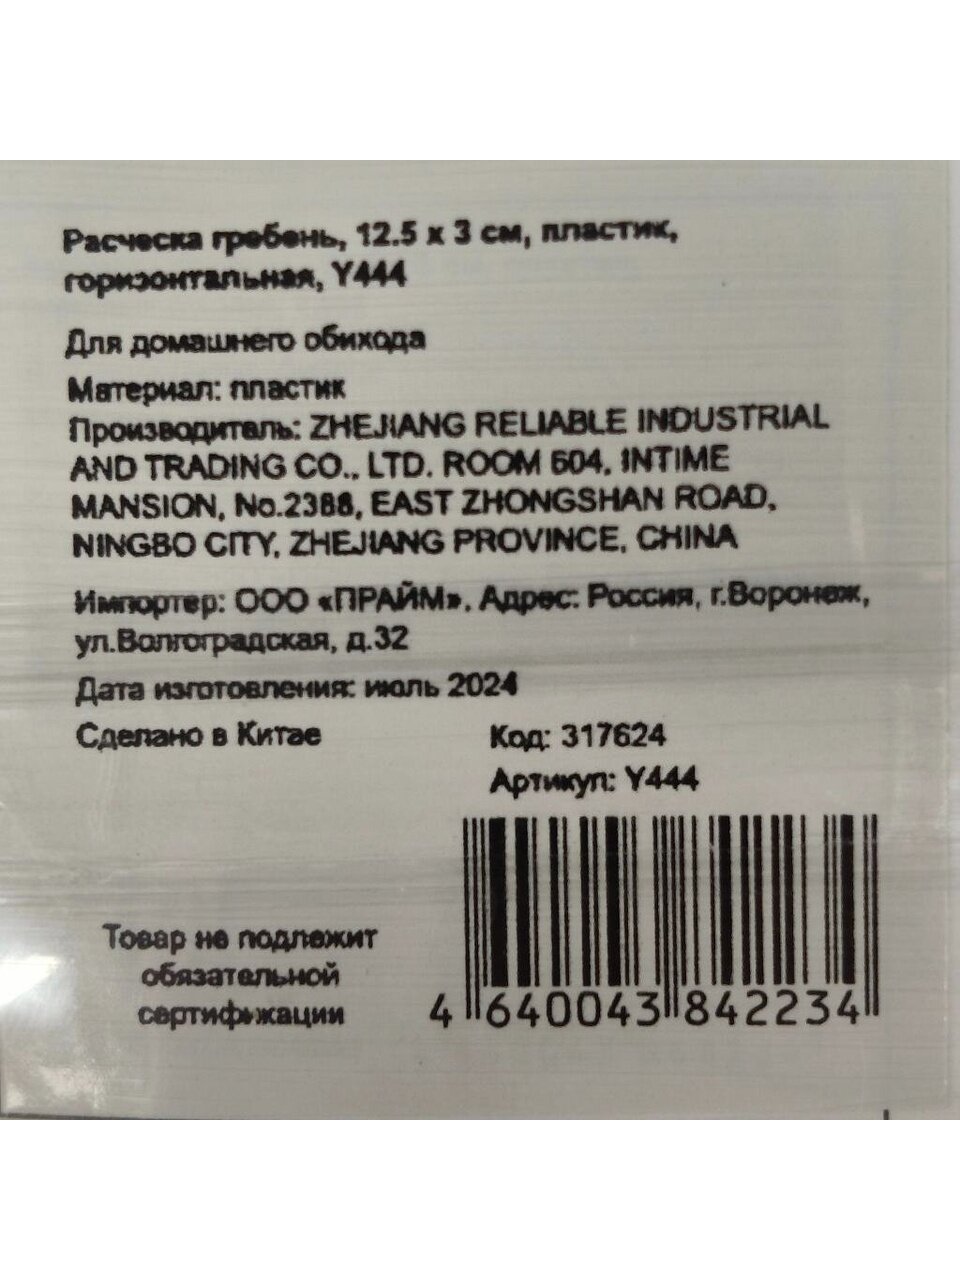 Расческа гребень, 12.5 x 3 см, пластик,
горизонтальная, Y444
Для домашнего обихода
Материал: пластик
Производитель: ZHEJIANG RELIABLE INDUSTRIAL
AND TRADING CO., LTD. ROOM 604, INTIME
MANSION, No.2388, EAST ZHONGSHAN ROAD,
NINGBO CITY, ZHEJIANG PROVINCE, CHINA
Импортер: ООО «ПРАЙМ». Адрес: Россия, г.Воронеж,
ул.Волгоградская, д.32
Дата изготовления: июль 2024
Сделано в Китае
Код: 317624
Артикул: Y444
Товар не подлежит
обязательной
сертификации
4 640043 842234